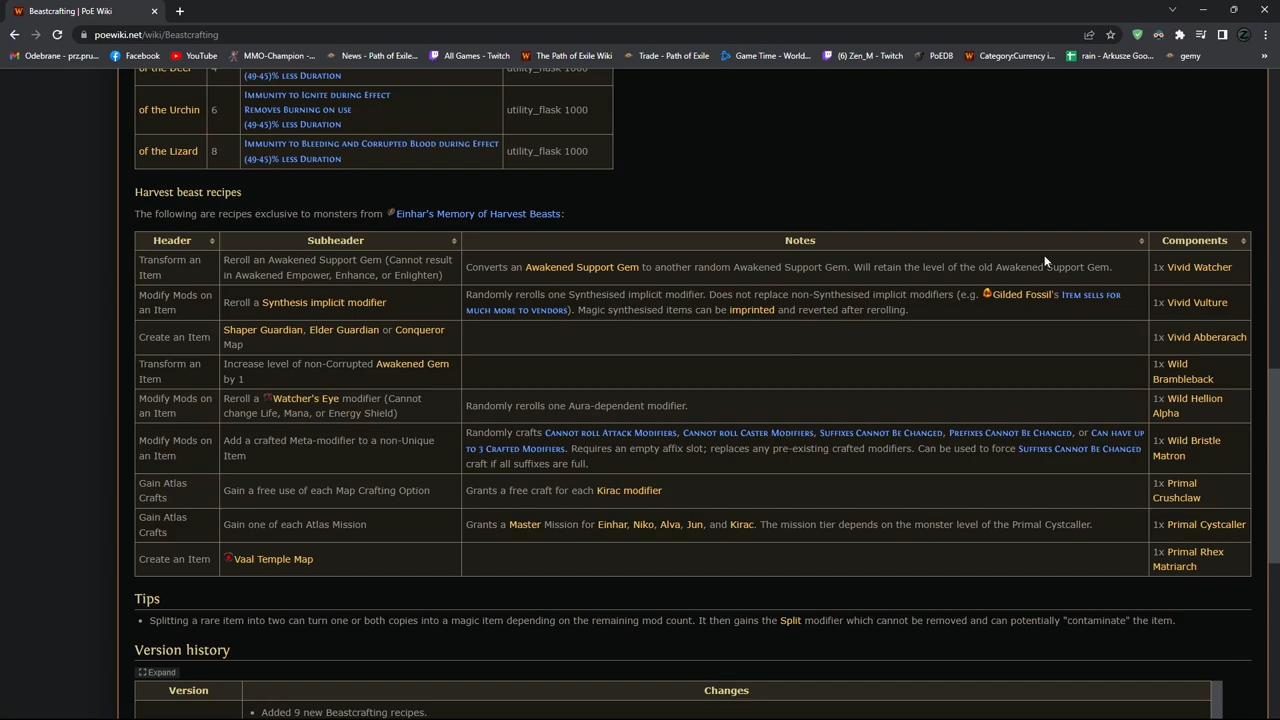 Beastcrafting | PoE Wiki
poewiki.net/wiki/Beastcrafting
Odebrane - prz.pru... Facebook YouTube MMO-Champion -... News - Path of Exile... All Games - Twitch The Path of Exile Wiki Trade - Path of Exile Game Time - World... (6) Zen_M - Twitch PoEDB Category:Currency i... rain - Arkusze Goo... gemy »
of the Deer 4 (49-45)% less Duration
of the Urchin 6 Immunity to Ignite during Effect utility_flask 1000
Removes Burning on use
(49-45)% less Duration
of the Lizard 8 Immunity to Bleeding and Corrupted Blood during Effect utility_flask 1000
(49-45)% less Duration
Harvest beast recipes
The following are recipes exclusive to monsters from Einhar's Memory of Harvest Beasts:
Header Subheader Notes Components
Transform an Item Reroll an Awakened Support Gem (Cannot result in Awakened Empower, Enhance, or Enlighten) Converts an Awakened Support Gem to another random Awakened Support Gem. Will retain the level of the old Awakened Support Gem. 1x Vivid Watcher
Modify Mods on an Item Reroll a Synthesis implicit modifier Randomly rerolls one Synthesised implicit modifier. Does not replace non-Synthesised implicit modifiers (e.g. Gilded Fossil's Item sells for much more to vendors). Magic synthesised items can be imprinted and reverted after rerolling. 1x Vivid Vulture
Create an Item Shaper Guardian, Elder Guardian or Conqueror Map 1x Vivid Abberarach
Transform an Item Increase level of non-Corrupted Awakened Gem by 1 1x Wild Brambleback
Modify Mods on an Item Reroll a Watcher's Eye modifier (Cannot change Life, Mana, or Energy Shield) Randomly rerolls one Aura-dependent modifier. 1x Wild Hellion Alpha
Modify Mods on an Item Add a crafted Meta-modifier to a non-Unique Item Randomly crafts Cannot roll Attack Modifiers, Cannot roll Caster Modifiers, Suffixes Cannot Be Changed, Prefixes Cannot Be Changed, or Can have up to 3 Crafted Modifiers. Requires an empty affix slot; replaces any pre-existing crafted modifiers. Can be used to force Suffixes Cannot Be Changed craft if all suffixes are full. 1x Wild Bristle Matron
Gain Atlas Crafts Gain a free use of each Map Crafting Option Grants a free craft for each Kirac modifier 1x Primal Crushclaw
Gain Atlas Crafts Gain one of each Atlas Mission Grants a Master Mission for Einhar, Niko, Alva, Jun, and Kirac. The mission tier depends on the monster level of the Primal Cystcaller. 1x Primal Cystcaller
Create an Item Vaal Temple Map 1x Primal Rhex Matriarch
Tips
• Splitting a rare item into two can turn one or both copies into a magic item depending on the remaining mod count. It then gains the Split modifier which cannot be removed and can potentially "contaminate" the item.
Version history
Expand
Version Changes
• Added 9 new Beastcrafting recipes.